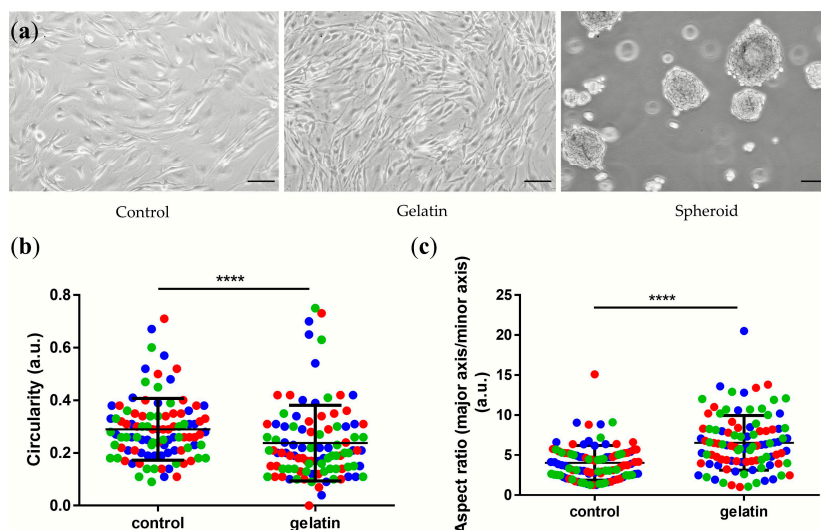 (a)
Control
Gelatin
Spheroid
(b)
(c)
****
Circularity (a.u.)
0.8
0.6
0.4
0.2
0.0
control
gelatin
****
Aspect ratio (major axis/minor axis)
(a.u.)
25
20
15
10
5
0
control
gelatin